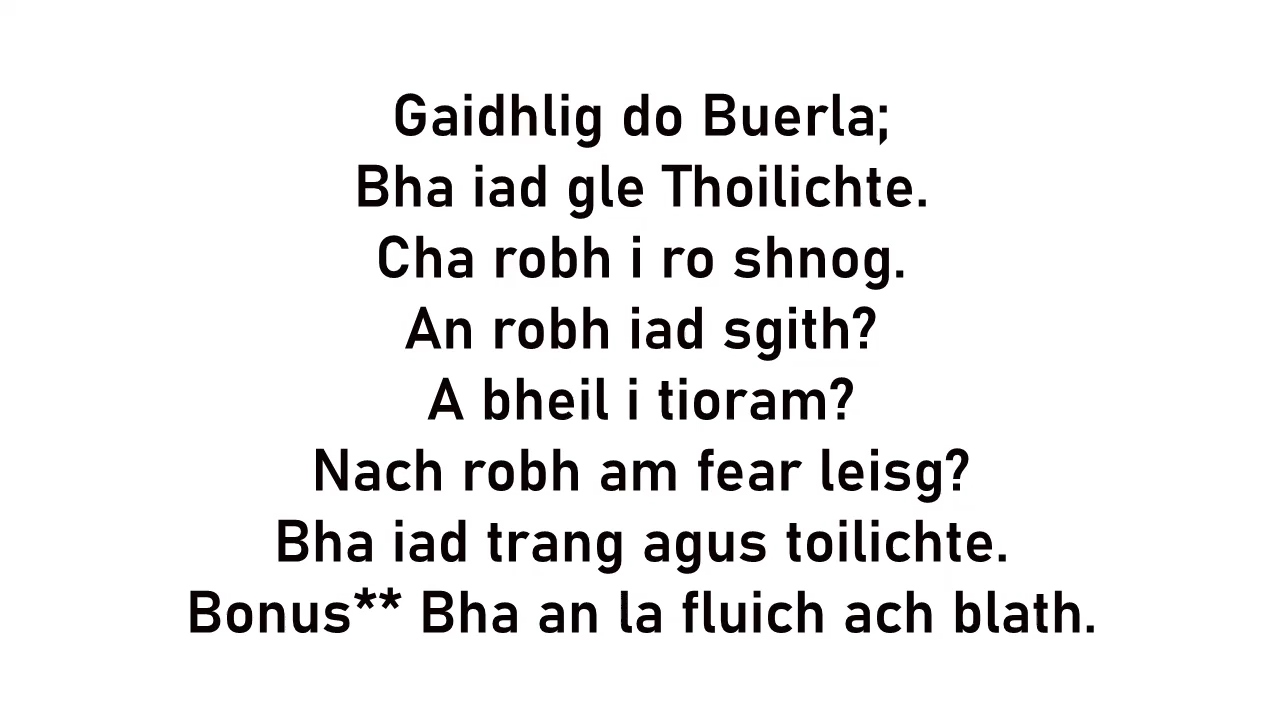 Gaidhlig do Buerla;
Bha iad gle Thoilichte.
Cha robh i ro shnog.
An robh iad sgith?
A bheil i tioram?
Nach robh am fear leisg?
Bha iad trang agus toilichte.
Bonus** Bha an la fluich ach blath.